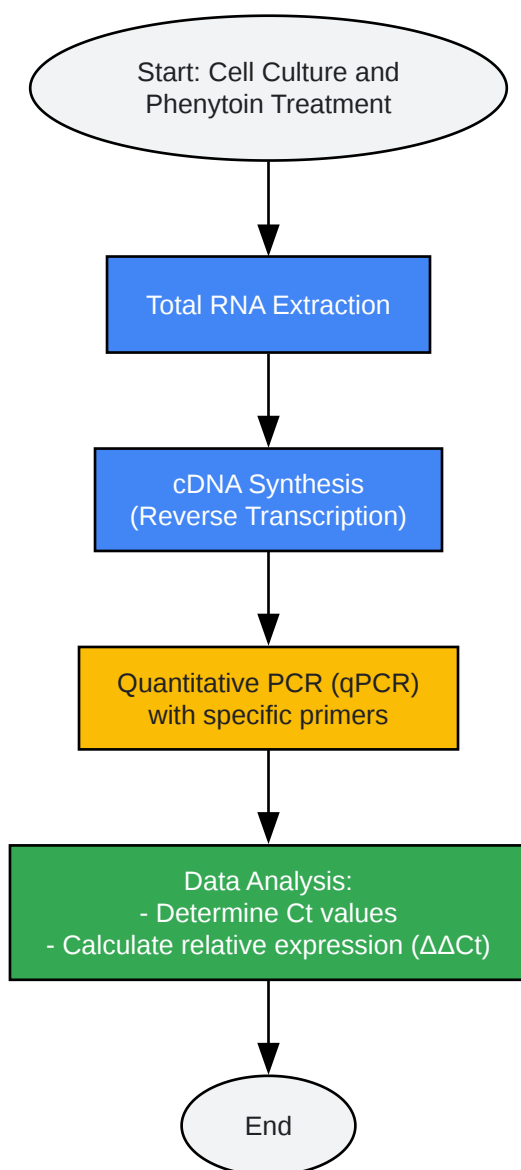 Start: Cell Culture and
Phenytoin Treatment
Total RNA Extraction
cDNA Synthesis
(Reverse Transcription)
Quantitative PCR (qPCR)
with specific primers
Data Analysis:
- Determine Ct values
- Calculate relative expression (ΔΔCt)
End